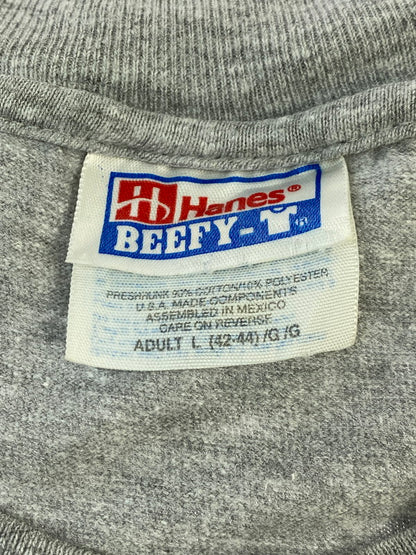 Hanes®
BEEFY-T®
PRESHRUNK 90% COTTON/10% POLYESTER
U.S.A. MADE COMPONENTS
ASSEMBLED IN MEXICO
CARE ON REVERSE
ADULT L (42-44)/G/G